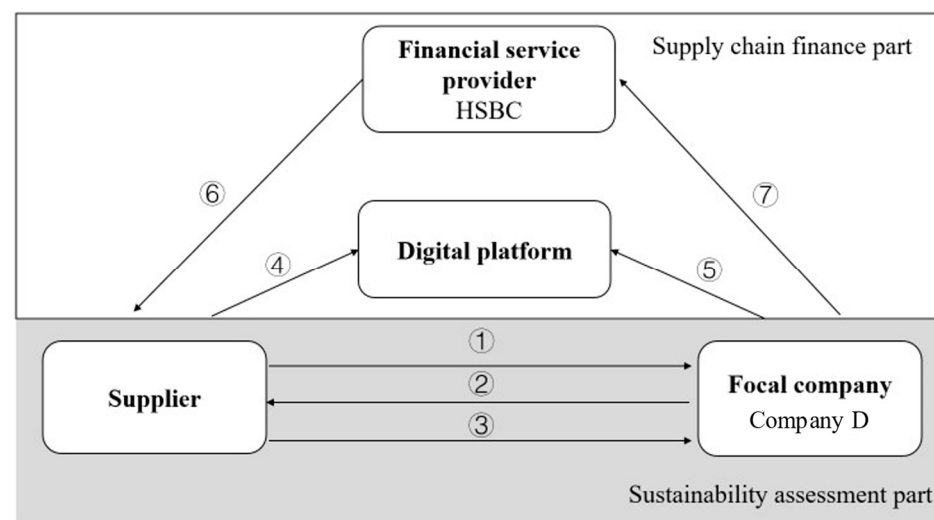 Supply chain finance part
Financial service
provider
HSBC
⑥
⑦
Digital platform
④
⑤
①
②
③
Supplier
Focal company
Company D
Sustainability assessment part